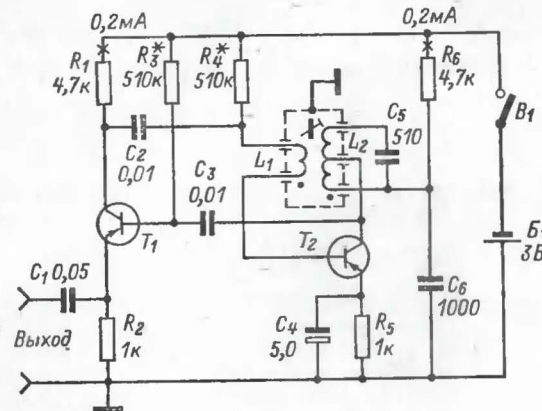 0,2мА
0,2мА
R1
4,7к
R3*
510к
R4*
510к
R6
4,7к
C5
510
B1
L1
L2
C2
0,01
C3
0,01
T1
T2
Б1
3В
C1 0,05
Выход
R2
1к
C4
5,0
R5
1к
C6
1000